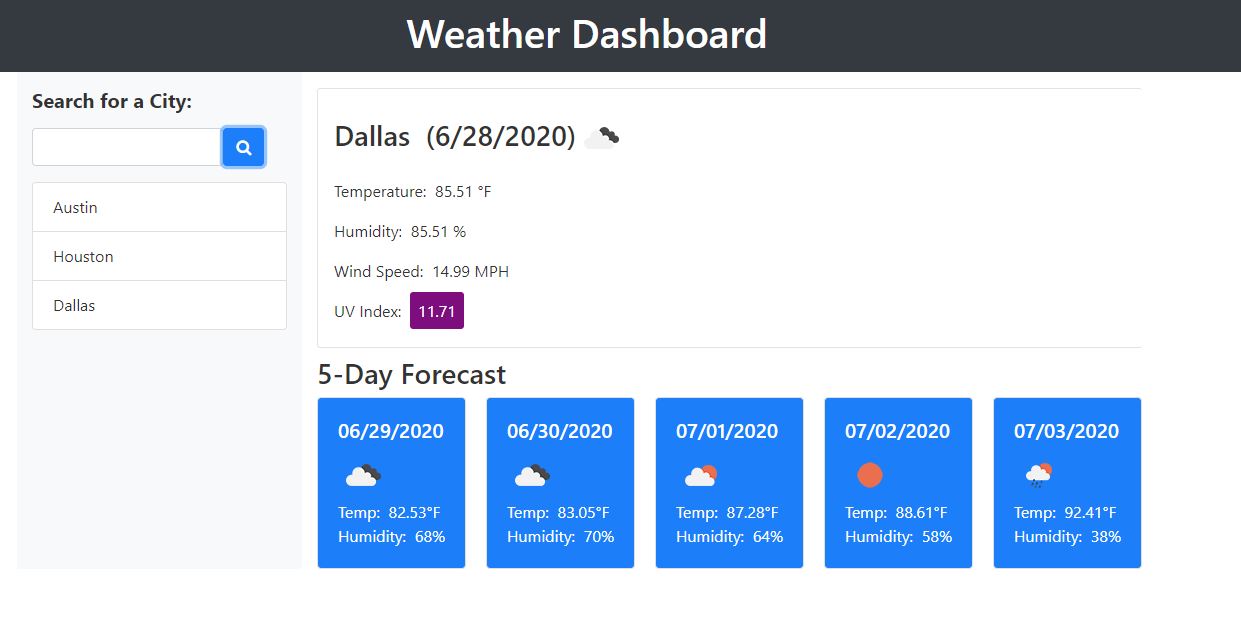 Weather Dashboard
Search for a City:
Austin
Houston
Dallas
Dallas (6/28/2020)
Temperature: 85.51 °F
Humidity: 85.51 %
Wind Speed: 14.99 MPH
UV Index: 11.71
5-Day Forecast
06/29/2020
Temp: 82.53°F
Humidity: 68%
06/30/2020
Temp: 83.05°F
Humidity: 70%
07/01/2020
Temp: 87.28°F
Humidity: 64%
07/02/2020
Temp: 88.61°F
Humidity: 58%
07/03/2020
Temp: 92.41°F
Humidity: 38%